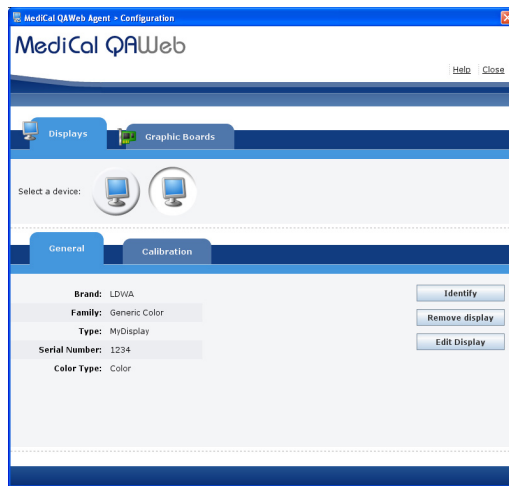 MediCal QAWeb Agent > Configuration
MediCal QAWeb
Help Close
Displays Graphic Boards
Select a device:
General Calibration
Brand: LDWA
Family: Generic Color
Type: MyDisplay
Serial Number: 1234
Color Type: Color
Identify
Remove display
Edit Display